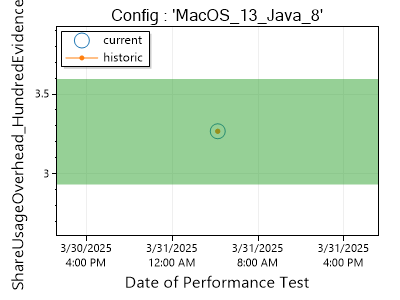 Config : 'MacOS_13_Java_8'
current
historic
ShareUsageOverhead_HundredEvidence
3.5
3
3/30/2025 3/31/2025 3/31/2025 3/31/2025
4:00 PM 12:00 AM 8:00 AM 4:00 PM
Date of Performance Test